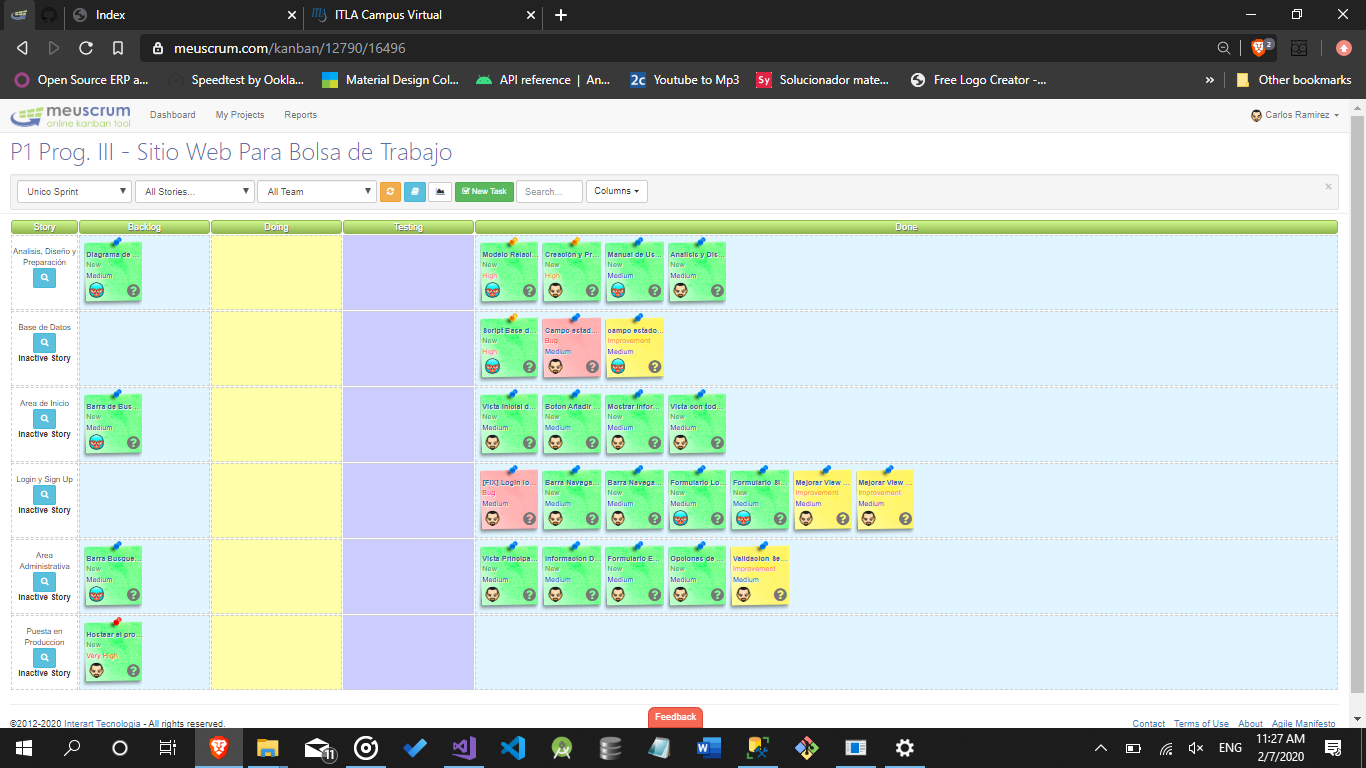 Index
ITLA Campus Virtual
meuscrum.com/kanban/12790/16496
2
Open Source ERP a...
Speedtest by Ookla...
Material Design Col...
API reference | An...
2c Youtube to Mp3
Sy Solucionador mate...
Free Logo Creator -...
» Other bookmarks
meuscrum
online kanban tool
Dashboard My Projects Reports
Carlos Ramirez
P1 Prog. III - Sitio Web Para Bolsa de Trabajo
Unico Sprint All Stories... All Team New Task Search... Columns
Story Backlog Doing Testing Done
Analisis, Diseño y
Preparación
Diagrama de ...
New
Medium
Modelo Relaci...
New
High
Creación y Pr...
New
High
Manual de Us...
New
Medium
Analisis y Dis...
New
Medium
Base de Datos
Inactive Story
Script Base d...
New
High
Campo estad...
Bug
Medium
campo estado...
Improvement
Medium
Area de Inicio
Inactive Story
Barra de Bus...
New
Medium
Vista Inicial d...
New
Medium
Boton Añadir ...
New
Medium
Mostrar Infor...
New
Medium
Vista con tod...
New
Medium
Login y Sign Up
Inactive Story
[FIX] Login lo...
Bug
Medium
Barra Navega...
New
Medium
Barra Navega...
New
Medium
Formulario Lo...
New
Medium
Formulario Si...
New
Medium
Mejorar View ...
Improvement
Medium
Mejorar View ...
Improvement
Medium
Area
Administrativa
Inactive Story
Barra Busque...
New
Medium
Vista Principa...
New
Medium
Informacion D...
New
Medium
Formulario E...
New
Medium
Opciones de ...
New
Medium
Validacion Se...
Improvement
Medium
Puesta en
Produccion
Inactive Story
Hostear el pro...
New
Very High
©2012-2020 Interart Tecnologia - All rights reserved.
Feedback
Contact Terms of Use About Agile Manifesto
11
ENG
11:27 AM
2/7/2020